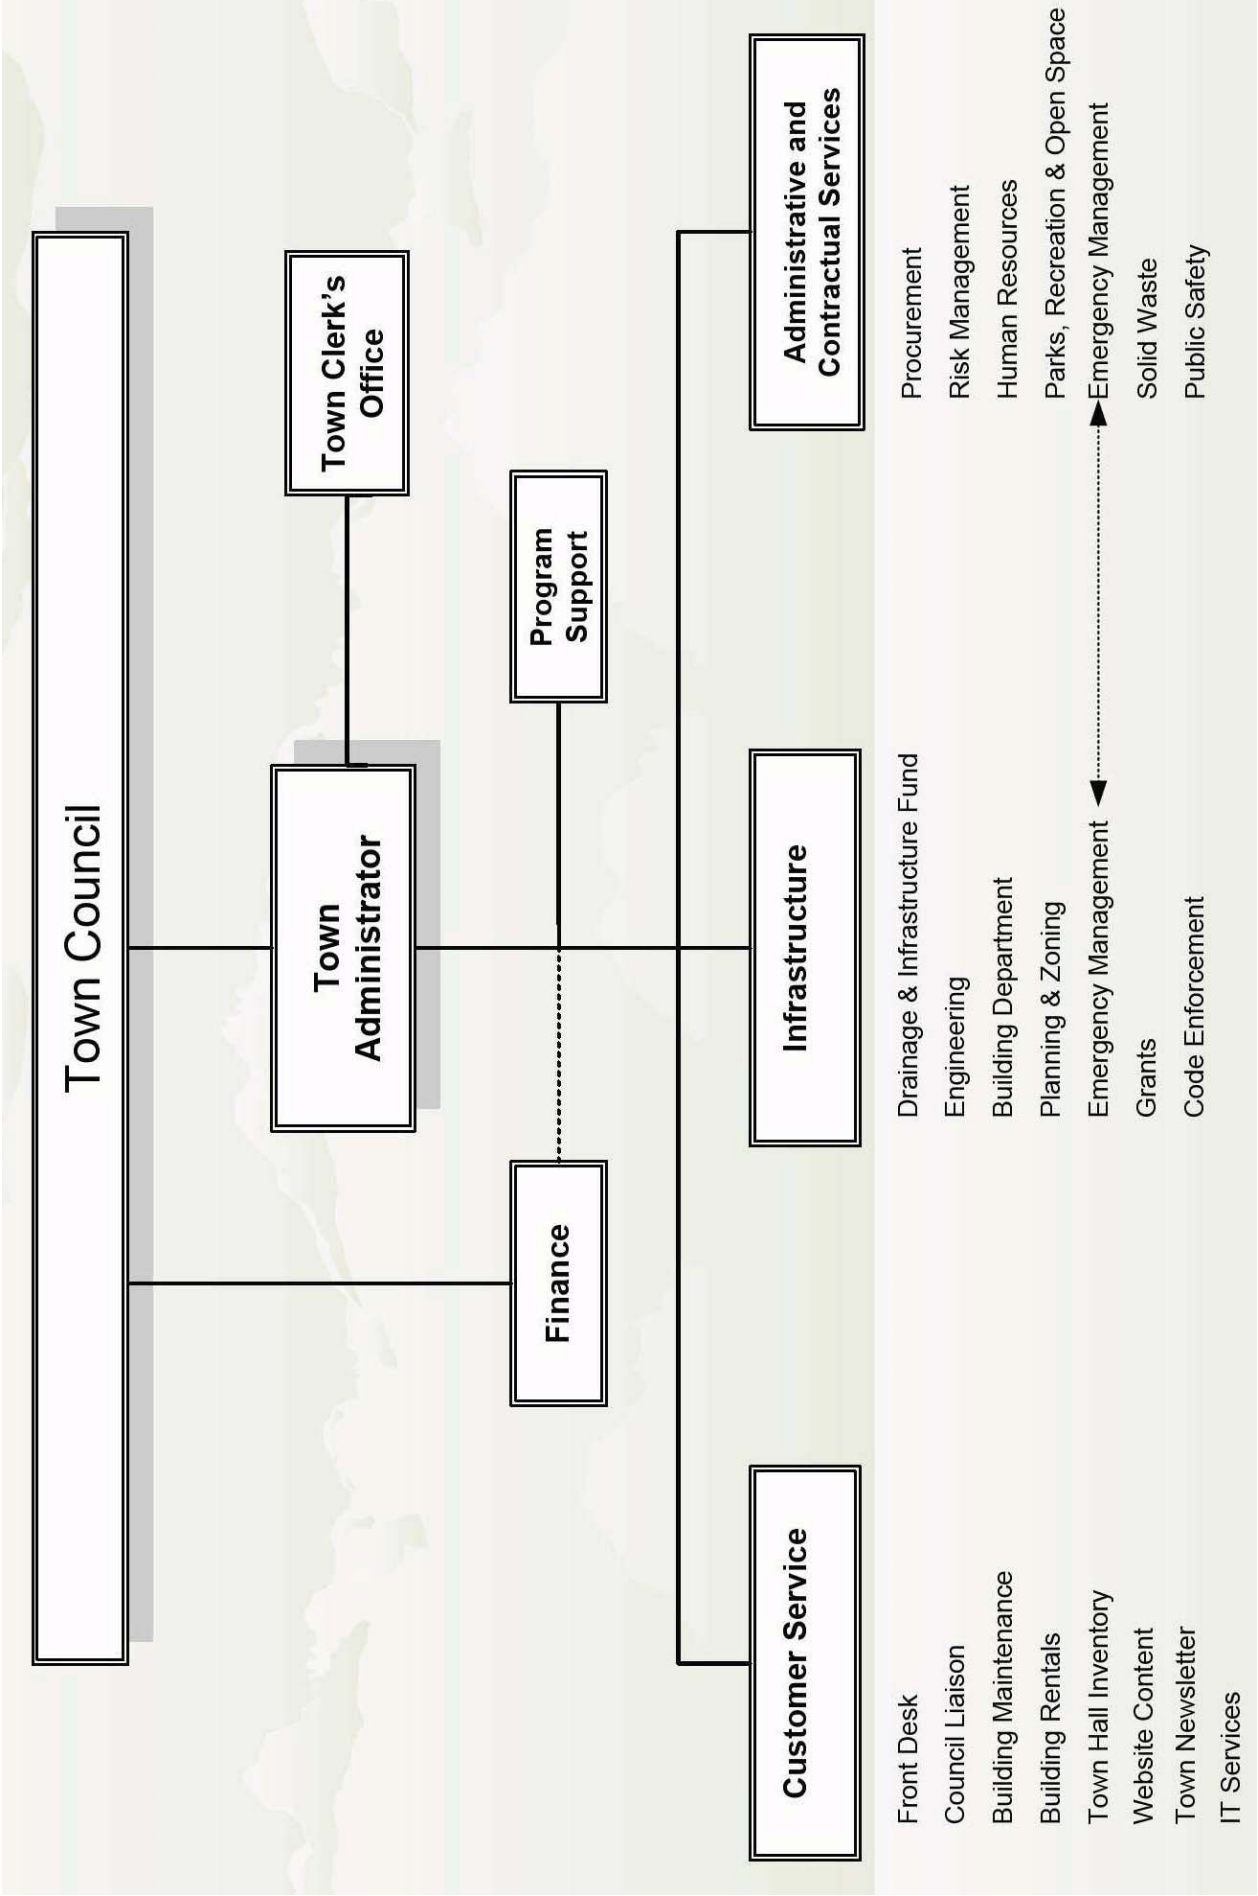 Town Council
Town
Administrator
Town Clerk’s
Office
Finance
Program
Support
Customer Service
Infrastructure
Administrative and
Contractual Services
Front Desk
Council Liaison
Building Maintenance
Building Rentals
Town Hall Inventory
Website Content
Town Newsletter
IT Services
Drainage & Infrastructure Fund
Engineering
Building Department
Planning & Zoning
Emergency Management
Grants
Code Enforcement
Procurement
Risk Management
Human Resources
Parks, Recreation & Open Space
Emergency Management
Solid Waste
Public Safety